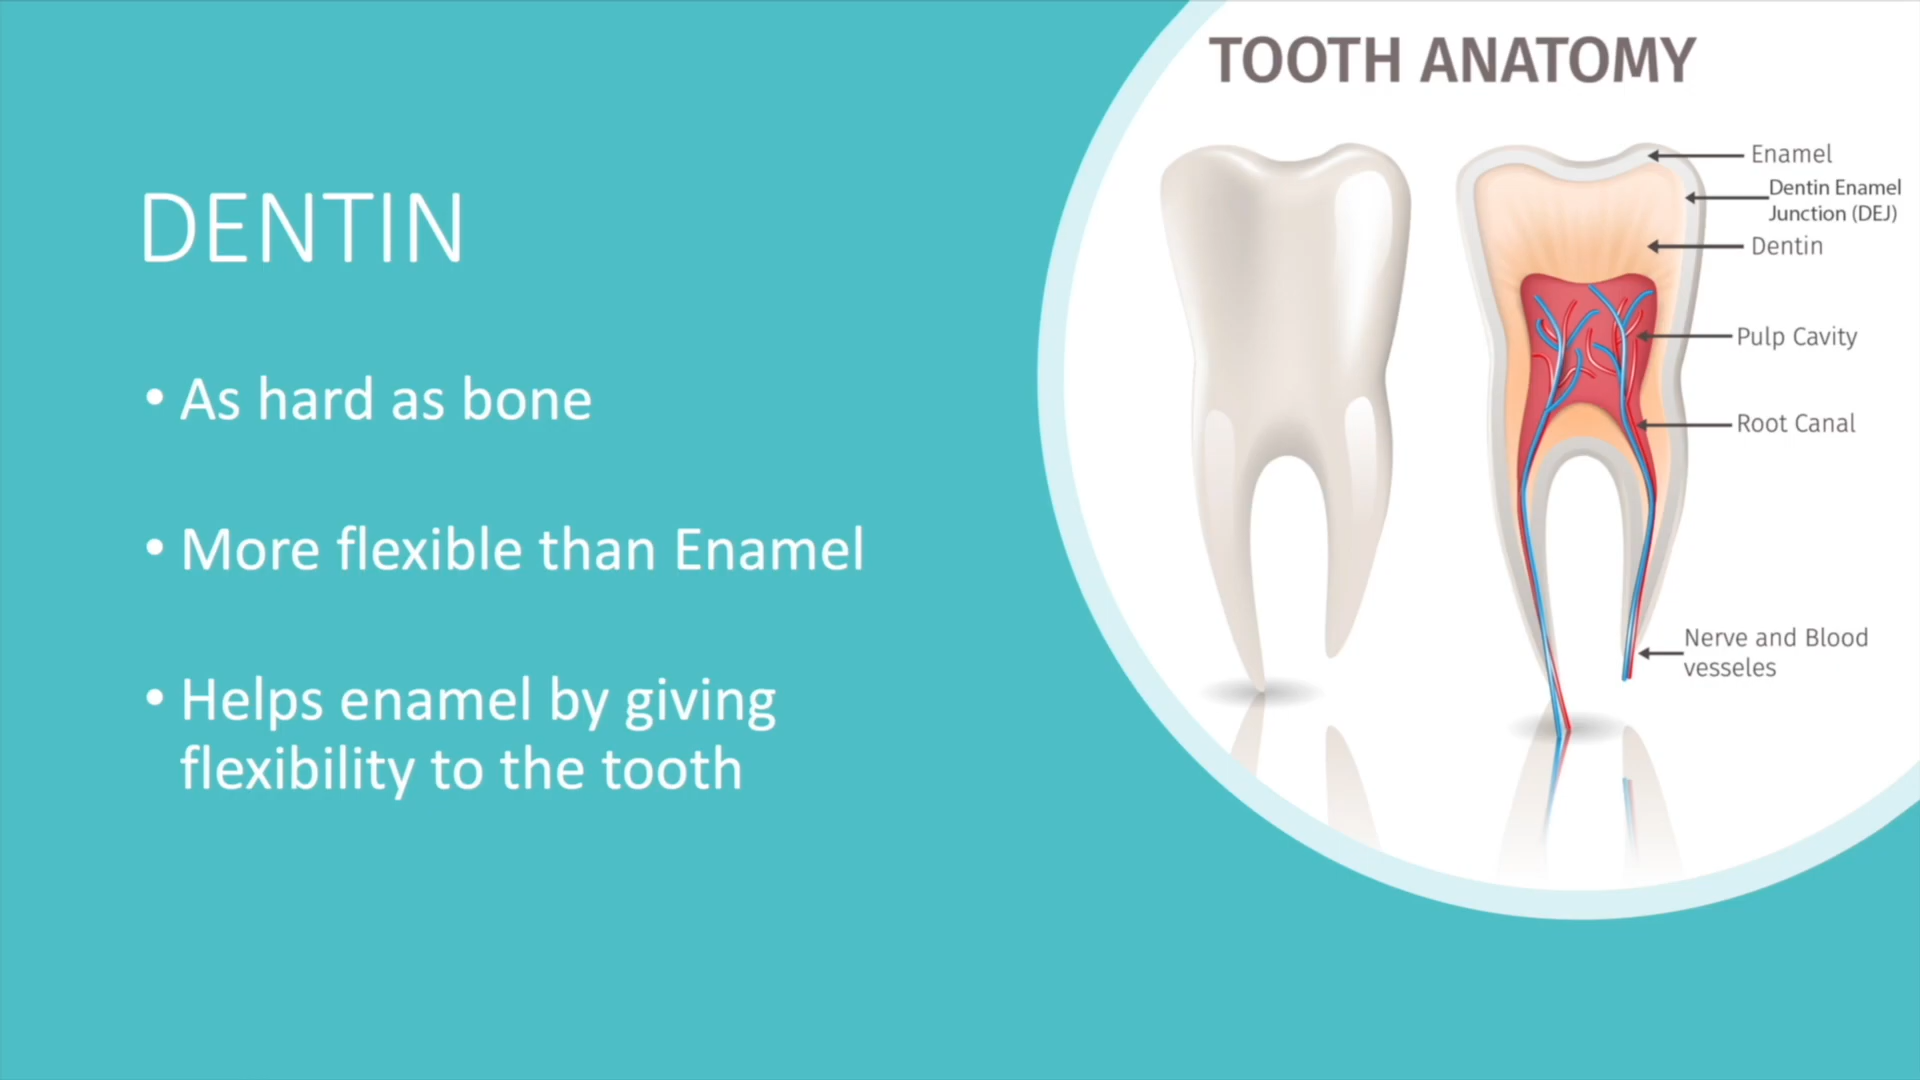 DENTIN
• As hard as bone
• More flexible than Enamel
• Helps enamel by giving
flexibility to the tooth
TOOTH ANATOMY
Enamel
Dentin Enamel
Junction (DEJ)
Dentin
Pulp Cavity
Root Canal
Nerve and Blood
vesseles